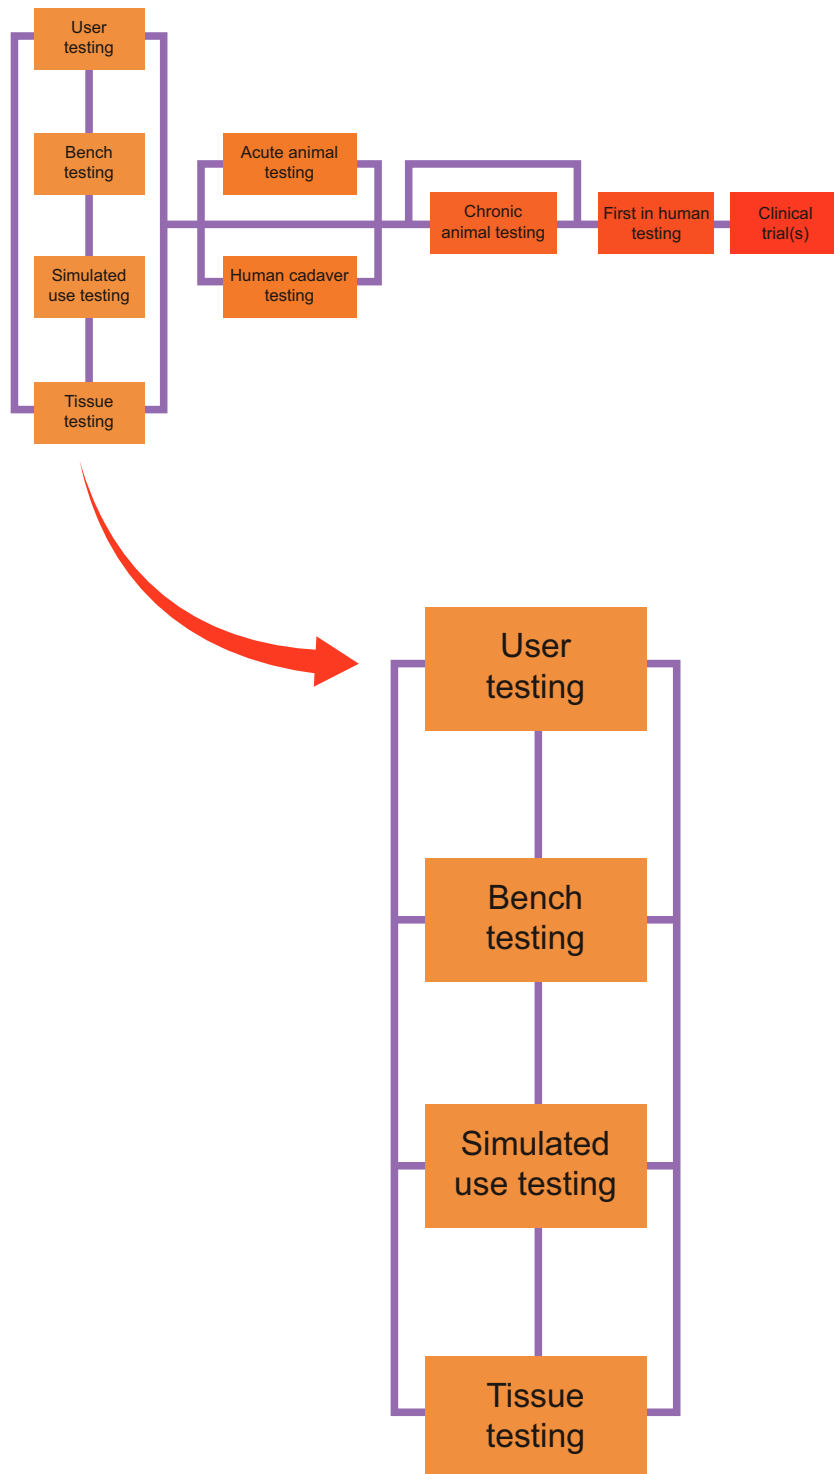 User
testing
Bench
testing
Simulated
use testing
Tissue
testing
Acute animal
testing
Human cadaver
testing
Chronic
animal testing
First in human
testing
Clinical
trial(s)
User
testing
Bench
testing
Simulated
use testing
Tissue
testing